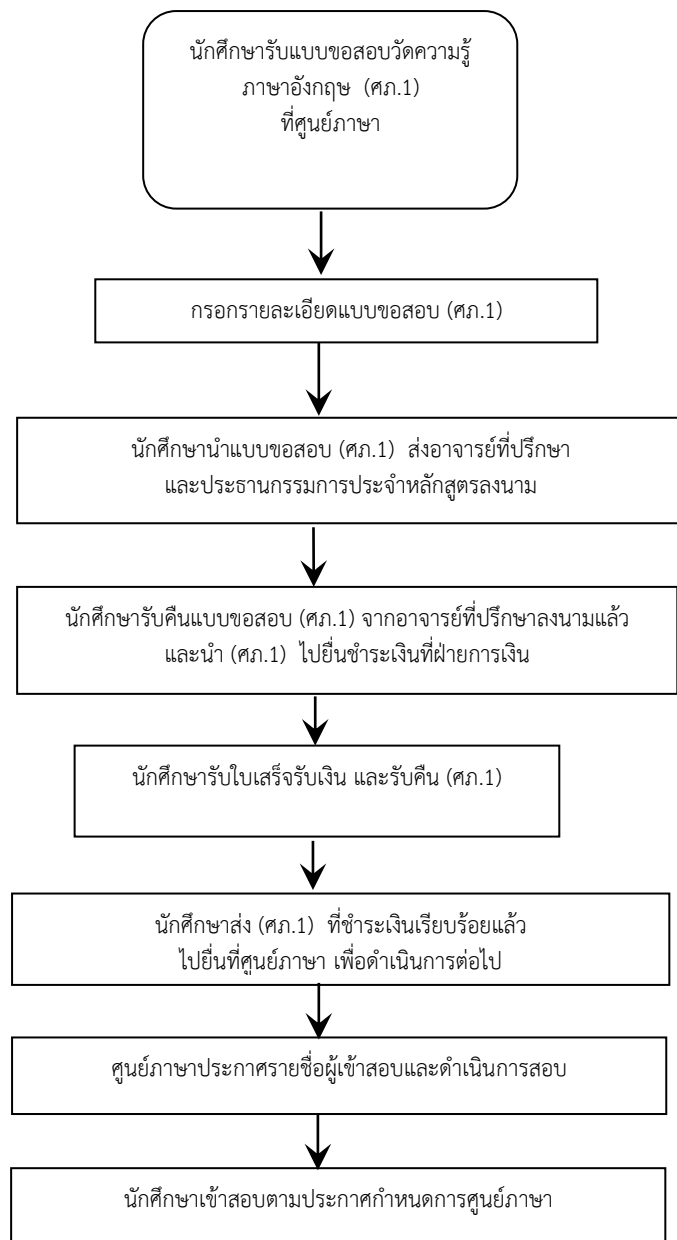 นักศึกษารับแบบขอสอบวัดความรู้
ภาษาอังกฤษ (ศภ.1)
ที่ศูนย์ภาษา
กรอกรายละเอียดแบบขอสอบ (ศภ.1)
นักศึกษานำแบบขอสอบ (ศภ.1) ส่งอาจารย์ที่ปรึกษา
และประธานกรรมการประจำหลักสูตรลงนาม
นักศึกษารับคืนแบบขอสอบ (ศภ.1) จากอาจารย์ที่ปรึกษาลงนามแล้ว
และนำ (ศภ.1) ไปยื่นชำระเงินที่ฝ่ายการเงิน
นักศึกษารับใบเสร็จรับเงิน และรับคืน (ศภ.1)
นักศึกษาส่ง (ศภ.1) ที่ชำระเงินเรียบร้อยแล้ว
ไปยื่นที่ศูนย์ภาษา เพื่อดำเนินการต่อไป
ศูนย์ภาษาประกาศรายชื่อผู้เข้าสอบและดำเนินการสอบ
นักศึกษาเข้าสอบตามประกาศกำหนดการศูนย์ภาษา